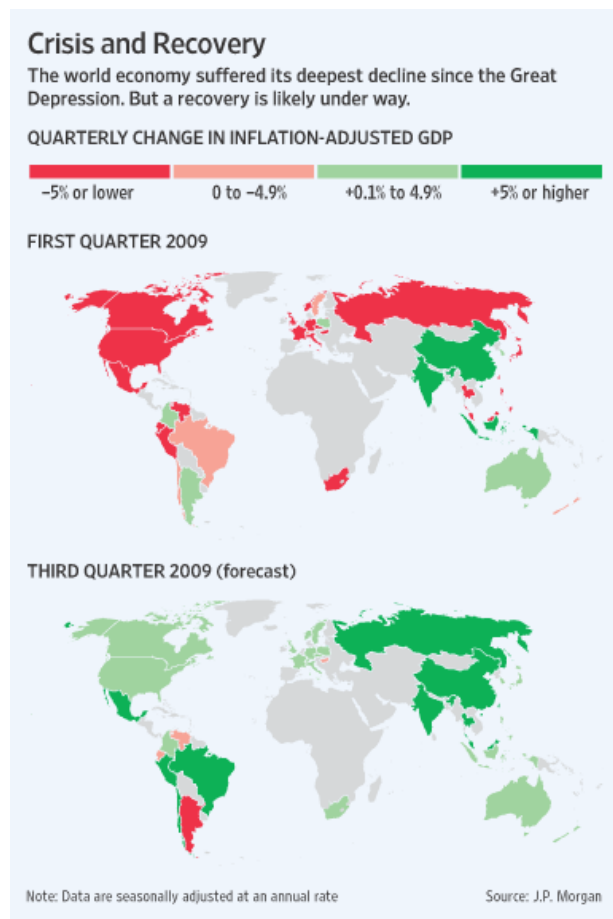 Crisis and Recovery
The world economy suffered its deepest decline since the Great
Depression. But a recovery is likely under way.
QUARTERLY CHANGE IN INFLATION-ADJUSTED GDP
–5% or lower 0 to –4.9% +0.1% to 4.9% +5% or higher
FIRST QUARTER 2009
THIRD QUARTER 2009 (forecast)
Note: Data are seasonally adjusted at an annual rate Source: J.P. Morgan